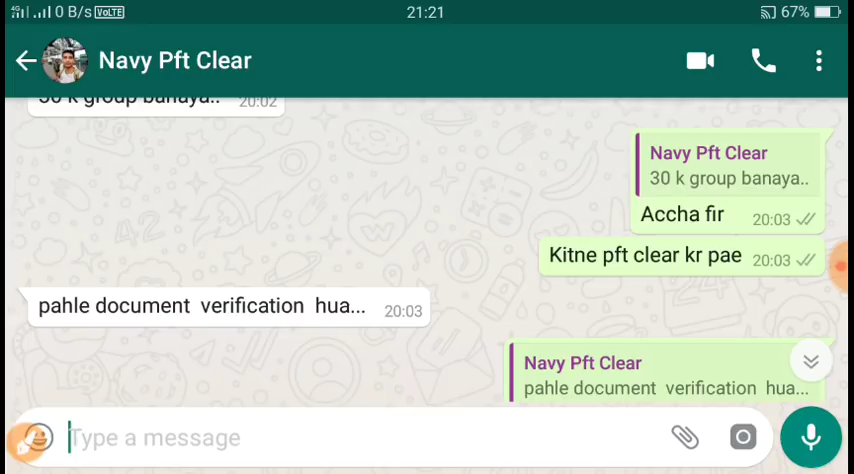 4G 0 B/s VoLTE 21:21 67%
Navy Pft Clear
30 k group banaya.. 20:02
Navy Pft Clear
30 k group banaya..
Accha fir 20:03
Kitne pft clear kr pae 20:03
pahle document verification hua... 20:03
Navy Pft Clear
pahle document verification hua...
Type a message